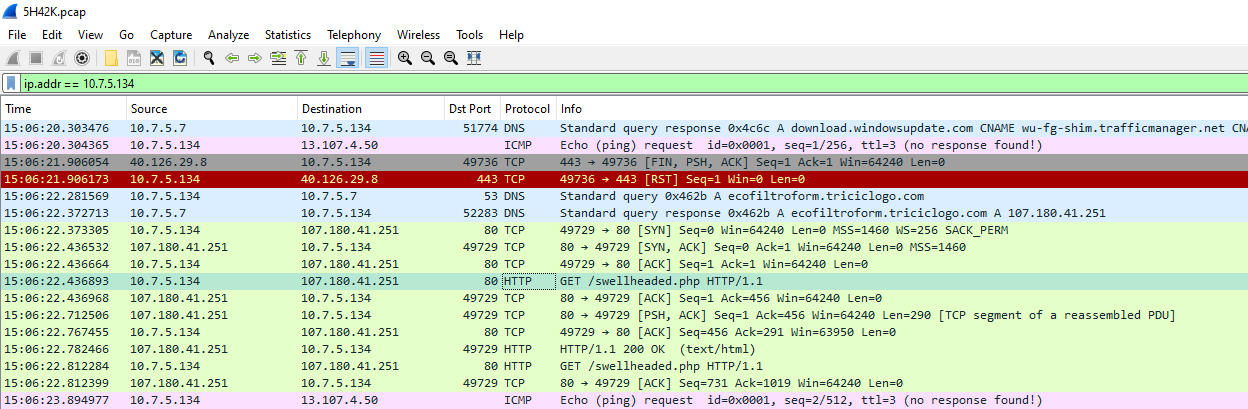 5H42K.pcap
File Edit View Go Capture Analyze Statistics Telephony Wireless Tools Help
ip.addr == 10.7.5.134
Time Source Destination Dst Port Protocol Info
15:06:20.303476 10.7.5.7 10.7.5.134 51774 DNS Standard query response 0x4c6c A download.windowsupdate.com CNAME wu-fg-shim.trafficmanager.net CNA
15:06:20.304365 10.7.5.134 13.107.4.50 ICMP Echo (ping) request id=0x0001, seq=1/256, ttl=3 (no response found!)
15:06:21.906054 40.126.29.8 10.7.5.134 49736 TCP 443 → 49736 [FIN, PSH, ACK] Seq=1 Ack=1 Win=64240 Len=0
15:06:21.906173 10.7.5.134 40.126.29.8 443 TCP 49736 → 443 [RST] Seq=1 Win=0 Len=0
15:06:22.281569 10.7.5.134 10.7.5.7 53 DNS Standard query 0x462b A ecofiltroform.triciclogo.com
15:06:22.372713 10.7.5.7 10.7.5.134 52283 DNS Standard query response 0x462b A ecofiltroform.triciclogo.com A 107.180.41.251
15:06:22.373305 10.7.5.134 107.180.41.251 80 TCP 49729 → 80 [SYN] Seq=0 Win=64240 Len=0 MSS=1460 WS=256 SACK_PERM
15:06:22.436532 107.180.41.251 10.7.5.134 49729 TCP 80 → 49729 [SYN, ACK] Seq=0 Ack=1 Win=64240 Len=0 MSS=1460
15:06:22.436664 10.7.5.134 107.180.41.251 80 TCP 49729 → 80 [ACK] Seq=1 Ack=1 Win=64240 Len=0
15:06:22.436893 10.7.5.134 107.180.41.251 80 HTTP GET /swellheaded.php HTTP/1.1
15:06:22.436968 107.180.41.251 10.7.5.134 49729 TCP 80 → 49729 [ACK] Seq=1 Ack=456 Win=64240 Len=0
15:06:22.712506 107.180.41.251 10.7.5.134 49729 TCP 80 → 49729 [PSH, ACK] Seq=1 Ack=456 Win=64240 Len=290 [TCP segment of a reassembled PDU]
15:06:22.767455 10.7.5.134 107.180.41.251 80 TCP 49729 → 80 [ACK] Seq=456 Ack=291 Win=63950 Len=0
15:06:22.782466 107.180.41.251 10.7.5.134 49729 HTTP HTTP/1.1 200 OK (text/html)
15:06:22.812284 10.7.5.134 107.180.41.251 80 HTTP GET /swellheaded.php HTTP/1.1
15:06:22.812399 107.180.41.251 10.7.5.134 49729 TCP 80 → 49729 [ACK] Seq=731 Ack=1019 Win=64240 Len=0
15:06:23.894977 10.7.5.134 13.107.4.50 ICMP Echo (ping) request id=0x0001, seq=2/512, ttl=3 (no response found!)